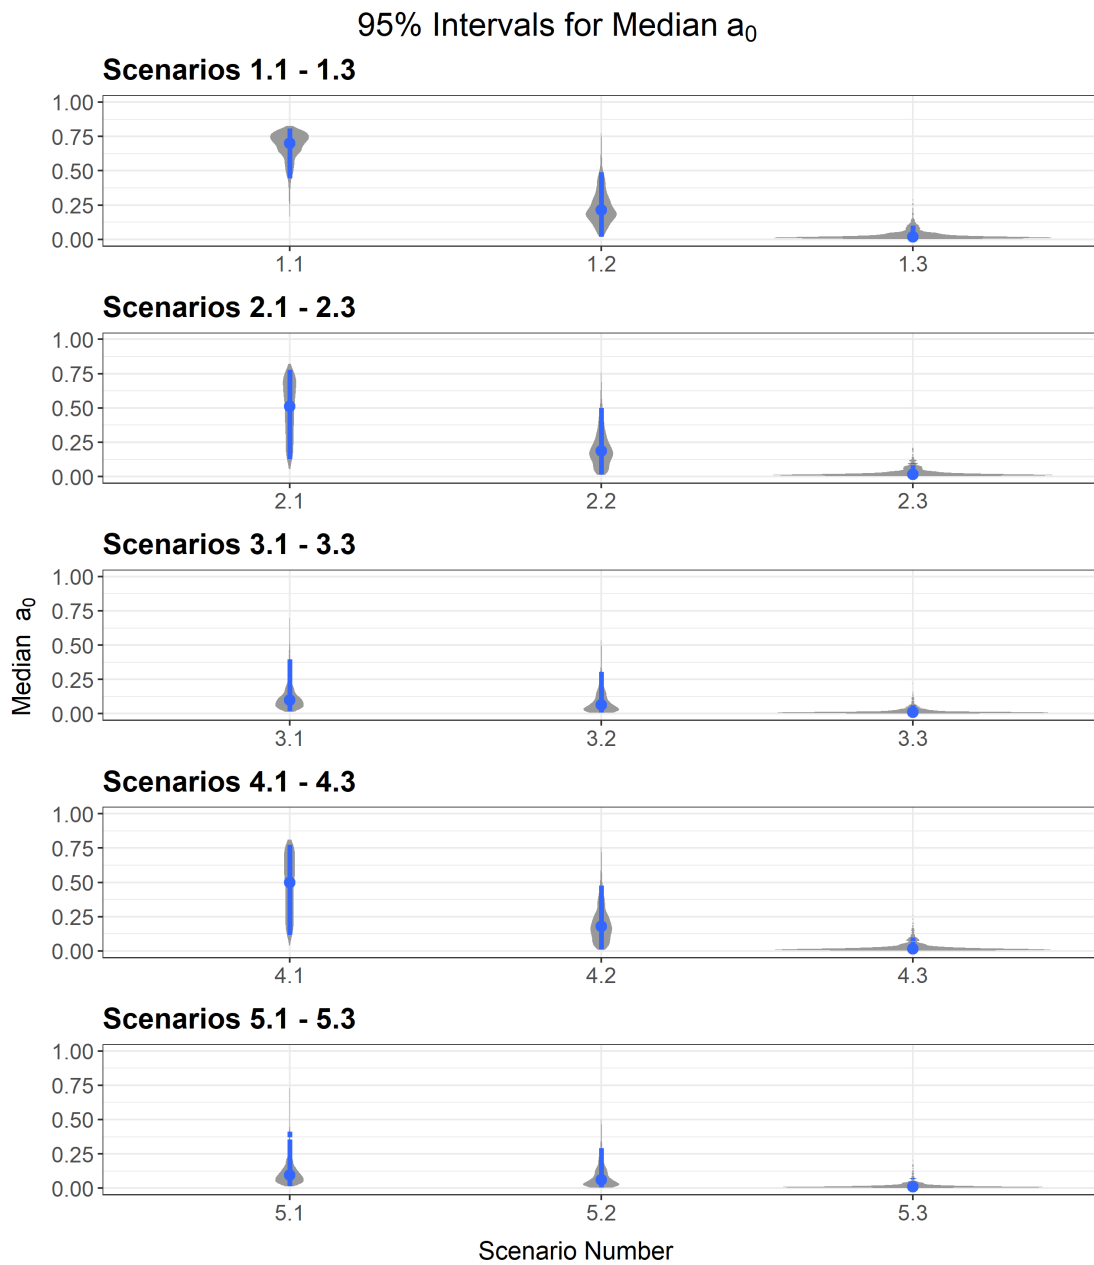 95% Intervals for Median a₀
Scenarios 1.1 - 1.3
1.00
0.75
0.50
0.25
0.00
1.1 1.2 1.3
Scenarios 2.1 - 2.3
1.00
0.75
0.50
0.25
0.00
2.1 2.2 2.3
Scenarios 3.1 - 3.3
1.00
0.75
0.50
0.25
0.00
3.1 3.2 3.3
Median a₀
Scenarios 4.1 - 4.3
1.00
0.75
0.50
0.25
0.00
4.1 4.2 4.3
Scenarios 5.1 - 5.3
1.00
0.75
0.50
0.25
0.00
5.1 5.2 5.3
Scenario Number